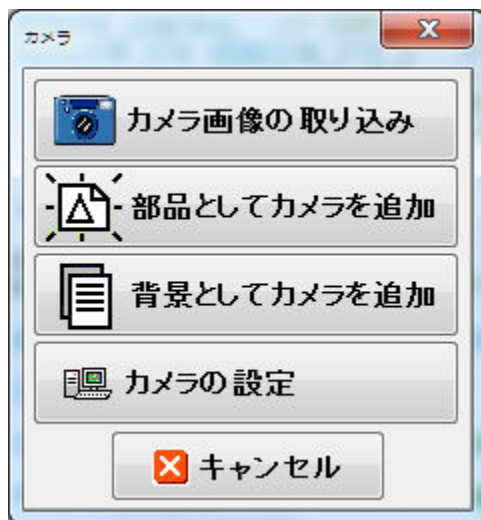 カメラ
カメラ画像の取り込み
部品としてカメラを追加
背景としてカメラを追加
カメラの設定
キャンセル